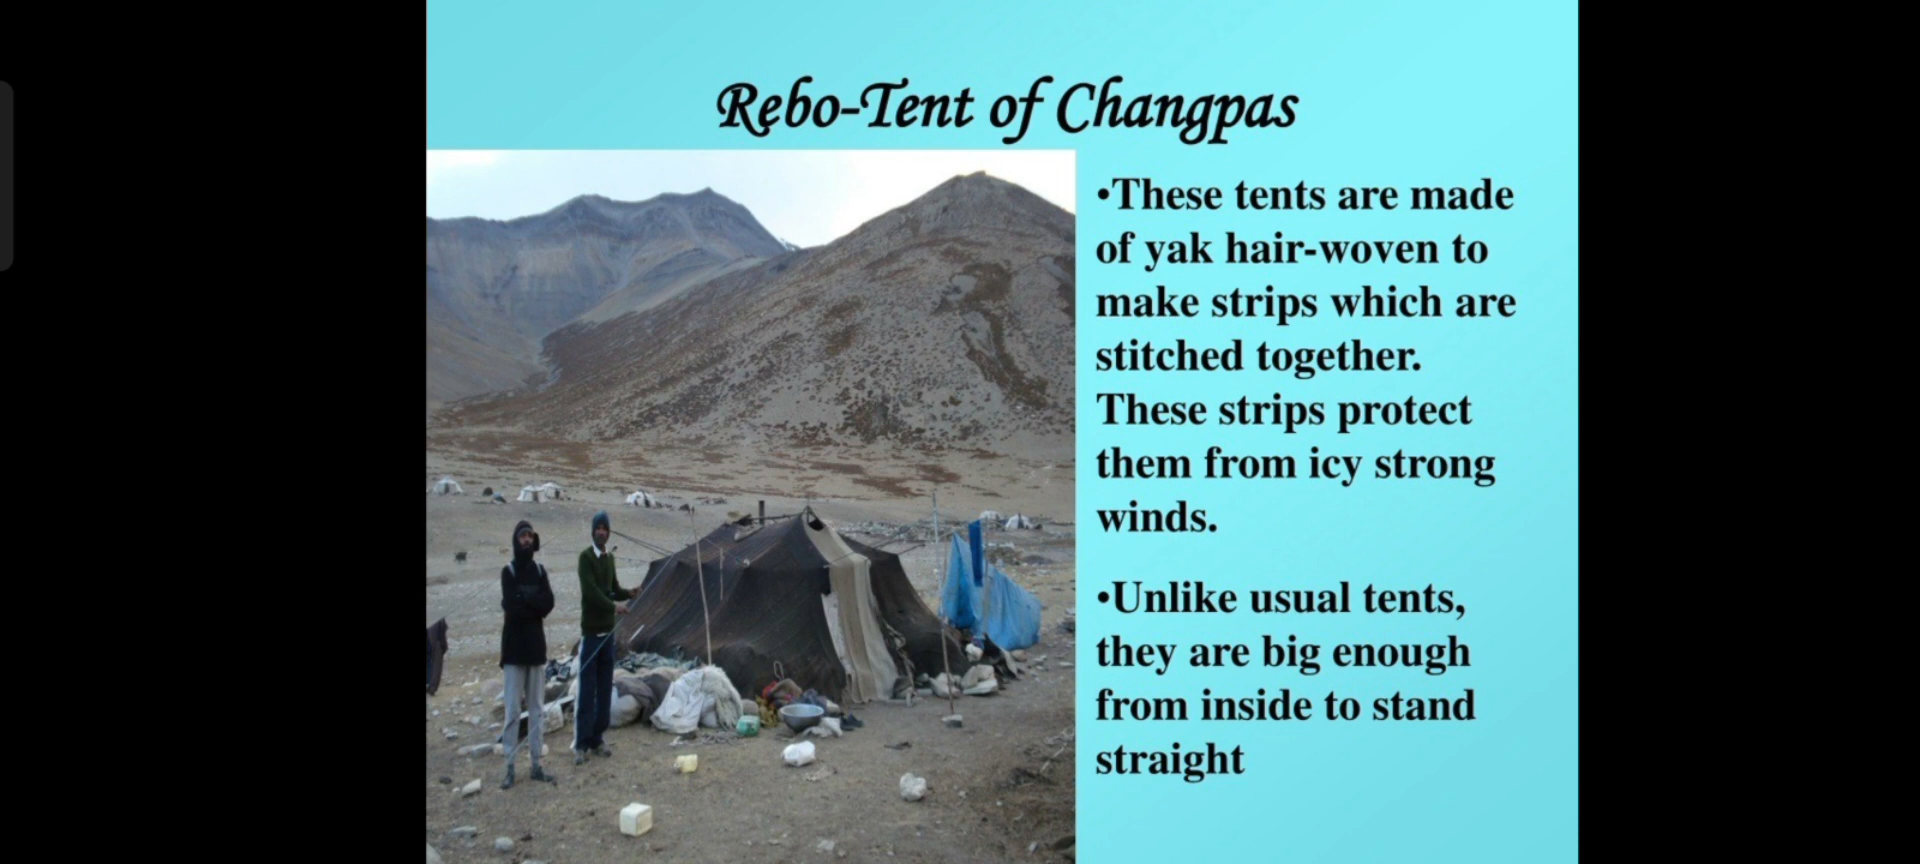 Rebo-Tent of Changpas
•These tents are made
of yak hair-woven to
make strips which are
stitched together.
These strips protect
them from icy strong
winds.
•Unlike usual tents,
they are big enough
from inside to stand
straight